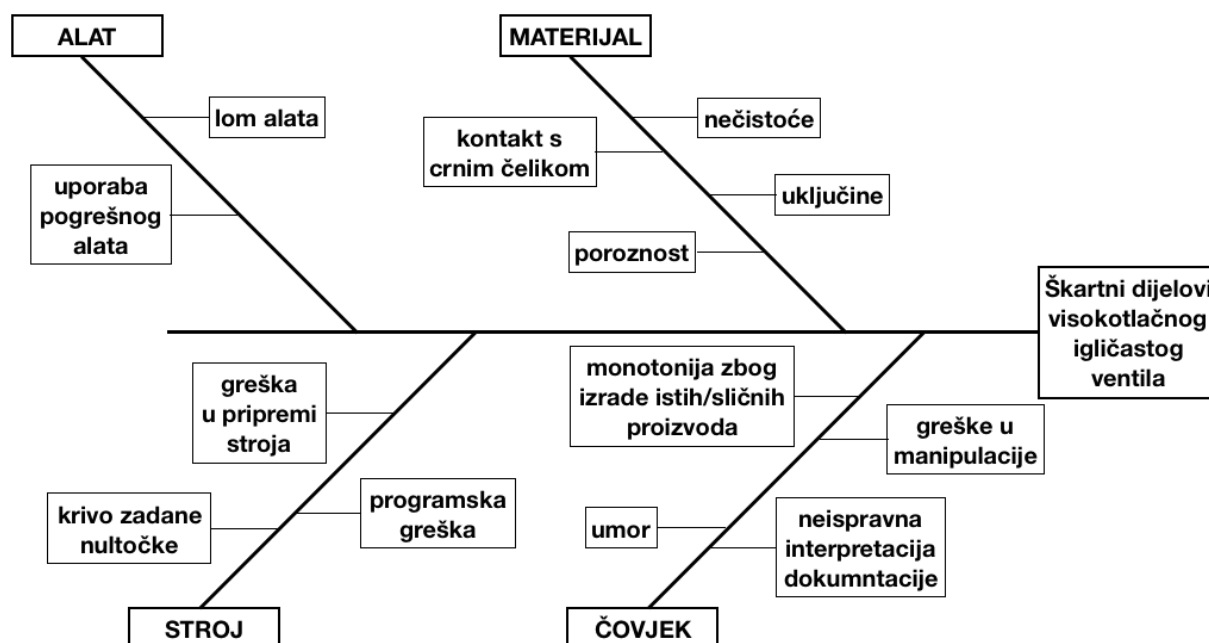 ALAT
MATERIJAL
lom alata
nečistoće
kontakt s
crnim čelikom
uporaba
pogrešnog
alata
uključine
poroznost
Škartni dijelovi
visokotlačnog
igličastog
ventila
greška
u pripremi
stroja
monotonija zbog
izrade istih/sličnih
proizvoda
greške u
manipulacije
krivo zadane
nultočke
programska
greška
umor
neispravna
interpretacija
dokumntacije
STROJ
ČOVJEK